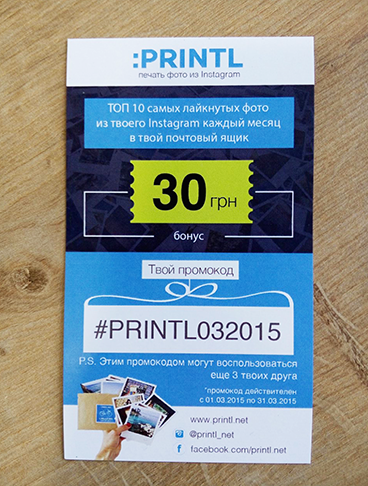 :PRINTL
печать фото из Instagram
ТОП 10 самых лайкнутых фото
из твоего Instagram каждый месяц
в твой почтовый ящик
30 грн
бонус
Твой промокод
#PRINTL032015
P.S. Этим промокодом могут воспользоваться
еще 3 твоих друга
*промокод действителен
с 01.03.2015 по 31.03.2015
www.printl.net
@printl_net
facebook.com/printl.net